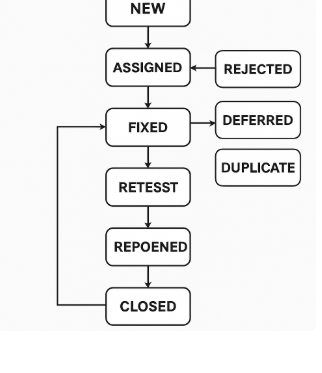 NEW
ASSIGNED
REJECTED
FIXED
DEFERRED
DUPLICATE
RETESST
REPOENED
CLOSED